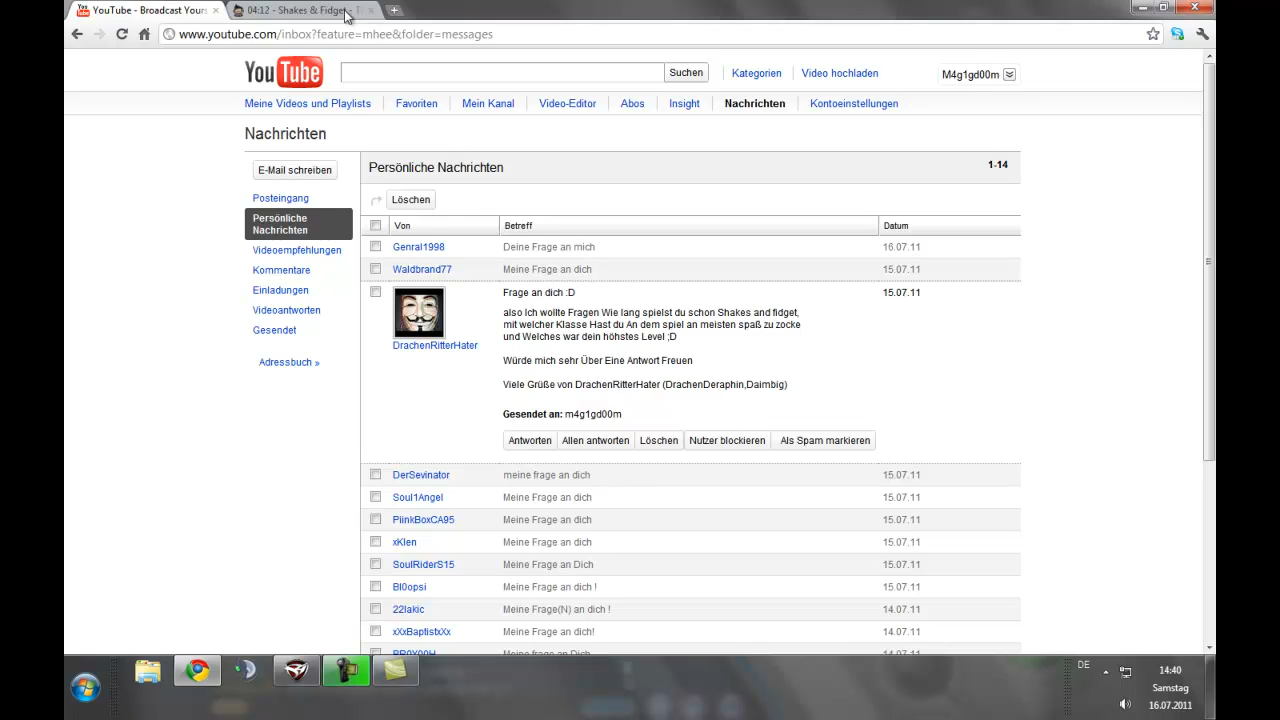 YouTube - Broadcast Yours
04:12 - Shakes & Fidget -
www.youtube.com/inbox?feature=mhee&folder=messages
YouTube
Suchen
Kategorien
Video hochladen
M4g1gd00m
Meine Videos und Playlists
Favoriten
Mein Kanal
Video-Editor
Abos
Insight
Nachrichten
Kontoeinstellungen
Nachrichten
E-Mail schreiben
Posteingang
Persönliche
Nachrichten
Videoempfehlungen
Kommentare
Einladungen
Videoantworten
Gesendet
Adressbuch »
Persönliche Nachrichten
1-14
Löschen
Von Betreff Datum
Genral1998 Deine Frage an mich 16.07.11
Waldbrand77 Meine Frage an dich 15.07.11
Frage an dich :D 15.07.11
also Ich wollte Fragen Wie lang spielst du schon Shakes and fidget,
mit welcher Klasse Hast du An dem spiel an meisten spaß zu zocke
und Welches war dein höhstes Level ;D
DrachenRitterHater
Würde mich sehr Über Eine Antwort Freuen
Viele Grüße von DrachenRitterHater (DrachenDeraphin,Daimbig)
Gesendet an: m4g1gd00m
Antworten Allen antworten Löschen Nutzer blockieren Als Spam markieren
DerSevinator meine frage an dich 15.07.11
Soul1Angel Meine Frage an dich 15.07.11
PiinkBoxCA95 Meine Frage an dich 15.07.11
xKlen Meine Frage an dich 15.07.11
SoulRiderS15 Meine Frage an Dich 15.07.11
Bl0opsi Meine Frage an dich ! 15.07.11
22lakic Meine Frage(N) an dich ! 14.07.11
xXxBaptistxXx Meine Frage an dich! 14.07.11
meine frage an Dich 14.07.11
DE
14:40
Samstag
16.07.2011